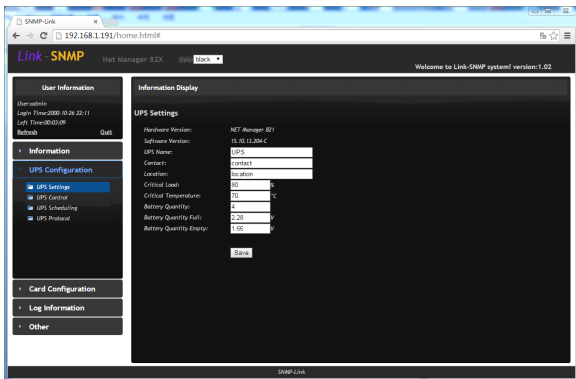 SNMP-Link
192.168.1.191/home.html#
Link - SNMP Net Manager 82X black
Welcome to Link-SNMP system! version:1.02
User Information
User:admin
Login Time:2000-10-26 22:11
Left Time:00:03:09
Refresh Quit
Information
UPS Configuration
UPS Settings
UPS Control
UPS Scheduling
UPS Protocol
Card Configuration
Log Information
Other
Information Display
UPS Settings
Hardware Version: NET Manager 821
Software Version: 15.10.13.204-C
UPS Name: UPS
Contact: contact
Location: location
Critical Load: 80 %
Critical Temperature: 70 °C
Battery Quantity: 4
Battery Quantity Full: 2.28 V
Battery Quantity Empty: 1.66 V
Save
SNMP-Link